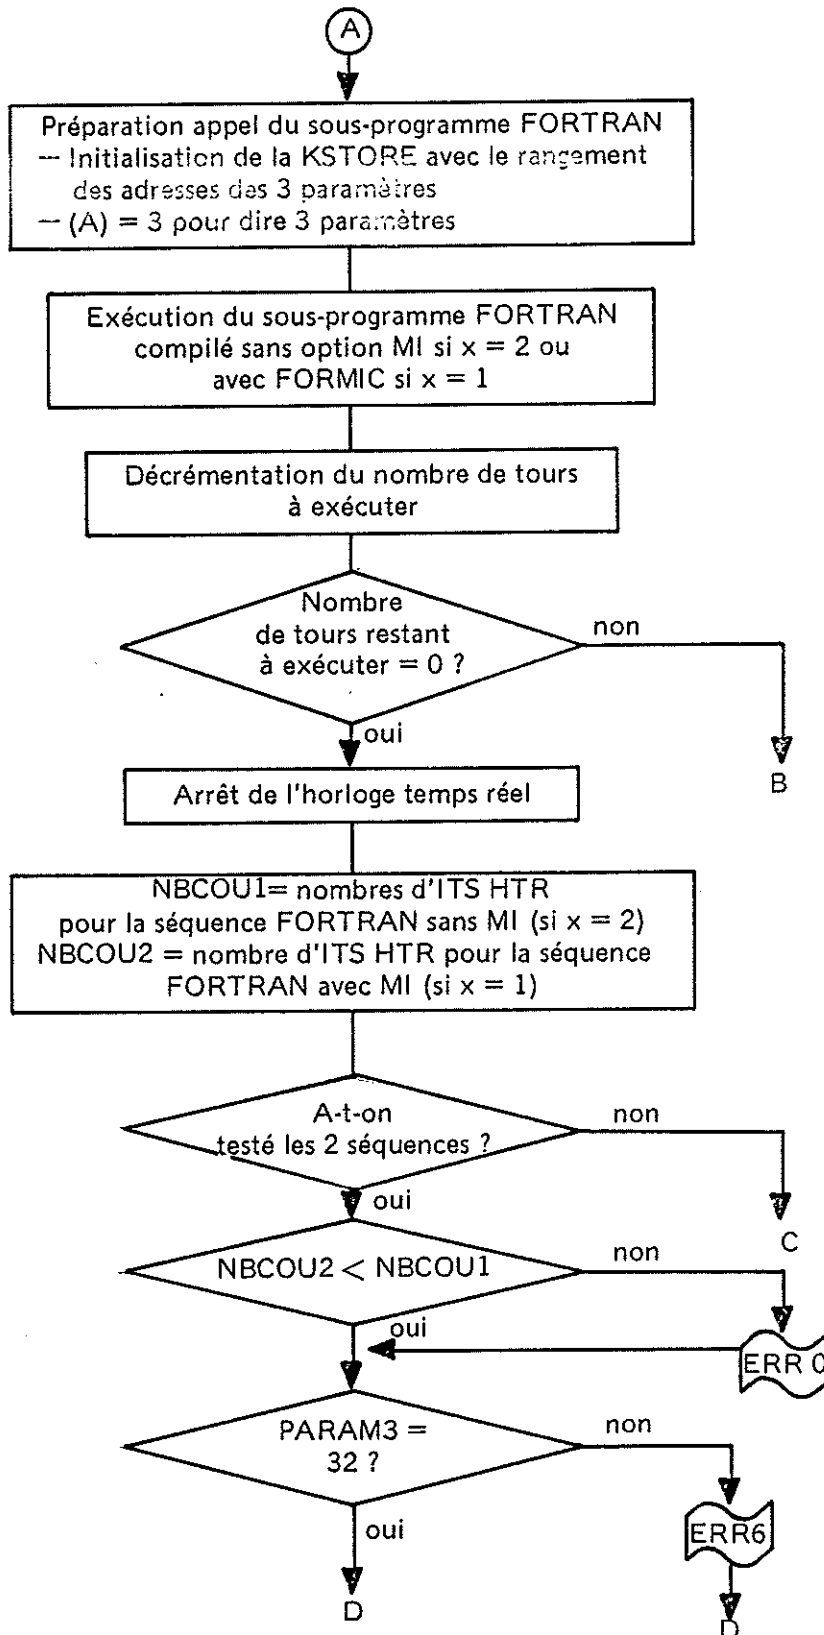 A
Préparation appel du sous-programme FORTRAN
— Initialisation de la KSTORE avec le rangement
des adresses des 3 paramètres
— (A) = 3 pour dire 3 paramètres
Exécution du sous-programme FORTRAN
compilé sans option MI si x = 2 ou
avec FORMIC si x = 1
Décrémentation du nombre de tours
à exécuter
Nombre
de tours restant
à exécuter = 0 ?
non
oui
B
Arrêt de l'horloge temps réel
NBCOU1= nombres d'ITS HTR
pour la séquence FORTRAN sans MI (si x = 2)
NBCOU2 = nombre d'ITS HTR pour la séquence
FORTRAN avec MI (si x = 1)
A-t-on
testé les 2 séquences ?
non
oui
C
NBCOU2 < NBCOU1
non
oui
ERR 0
PARAM3 =
32 ?
non
oui
ERR6
D
D